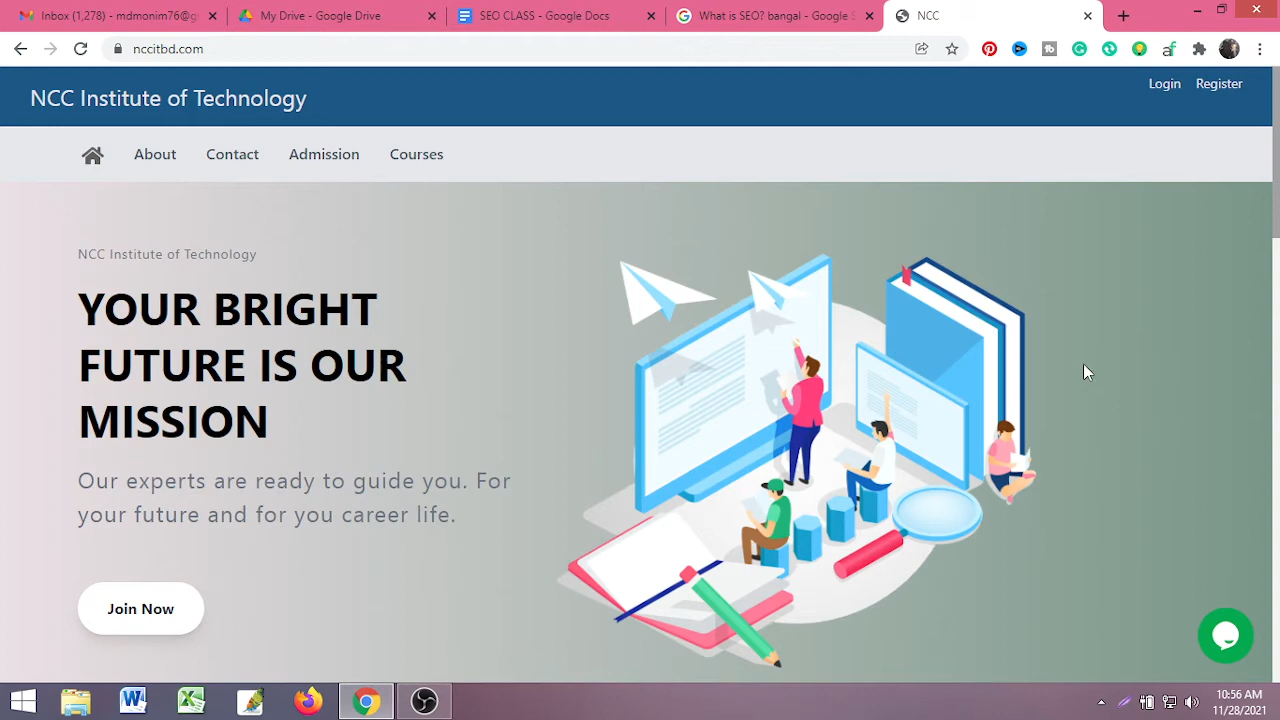 Inbox (1,278) - mdmonim76@g
My Drive - Google Drive
SEO CLASS - Google Docs
What is SEO? bangal - Google S
NCC
nccitbd.com
NCC Institute of Technology
Login Register
About Contact Admission Courses
NCC Institute of Technology
YOUR BRIGHT
FUTURE IS OUR
MISSION
Our experts are ready to guide you. For
your future and for you career life.
Join Now
10:56 AM
11/28/2021